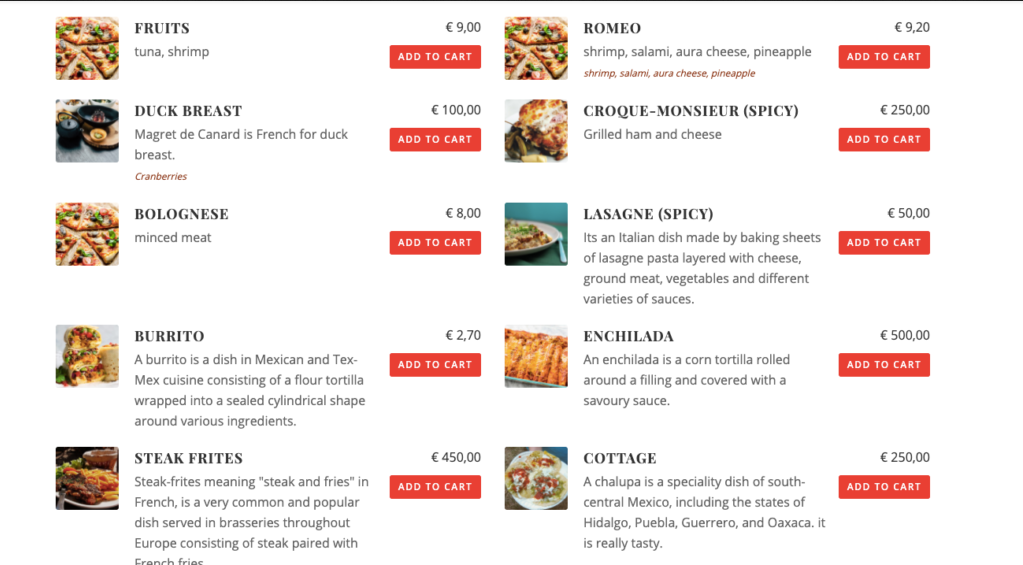 FRUITS
€ 9,00
tuna, shrimp
ADD TO CART
ROMEO
€ 9,20
shrimp, salami, aura cheese, pineapple
ADD TO CART
shrimp, salami, aura cheese, pineapple
DUCK BREAST
€ 100,00
Magret de Canard is French for duck
breast.
ADD TO CART
Cranberries
CROQUE-MONSIEUR (SPICY)
€ 250,00
Grilled ham and cheese
ADD TO CART
BOLOGNESE
€ 8,00
minced meat
ADD TO CART
LASAGNE (SPICY)
€ 50,00
Its an Italian dish made by baking sheets
of lasagne pasta layered with cheese,
ground meat, vegetables and different
varieties of sauces.
ADD TO CART
BURRITO
€ 2,70
A burrito is a dish in Mexican and Tex-
Mex cuisine consisting of a flour tortilla
wrapped into a sealed cylindrical shape
around various ingredients.
ADD TO CART
ENCHILADA
€ 500,00
An enchilada is a corn tortilla rolled
around a filling and covered with a
savoury sauce.
ADD TO CART
STEAK FRITES
€ 450,00
Steak-frites meaning "steak and fries" in
French, is a very common and popular
dish served in brasseries throughout
Europe consisting of steak paired with
French fries
ADD TO CART
COTTAGE
€ 250,00
A chalupa is a speciality dish of south-
central Mexico, including the states of
Hidalgo, Puebla, Guerrero, and Oaxaca. it
is really tasty.
ADD TO CART